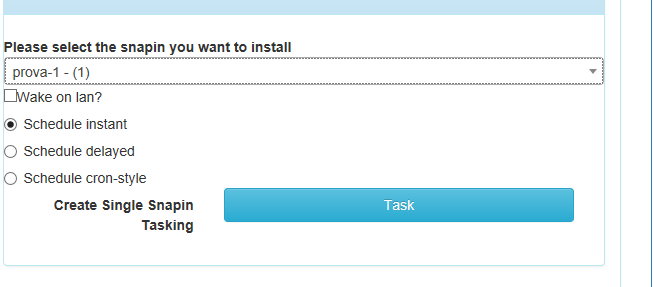 Please select the snapin you want to install
prova-1 - (1)
Wake on lan?
Schedule instant
Schedule delayed
Schedule cron-style
Create Single Snapin
Tasking
Task